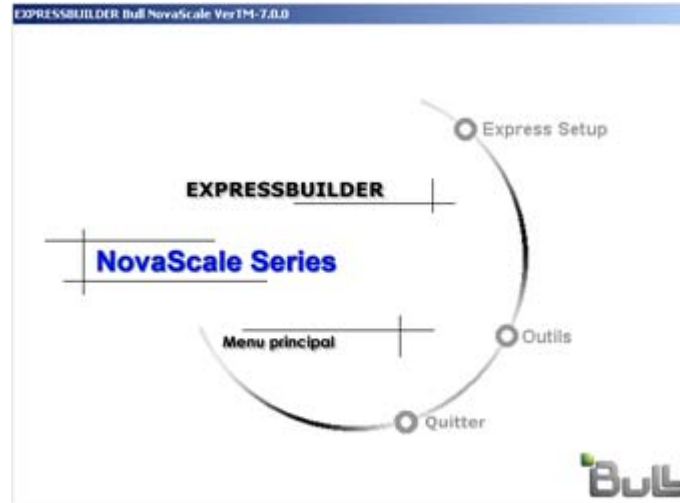 EXPRESSBUILDER Bull NovaScale VerTM-7.0.0
Express Setup
EXPRESSBUILDER
NovaScale Series
Outils
Menu principal
Quitter
Bull